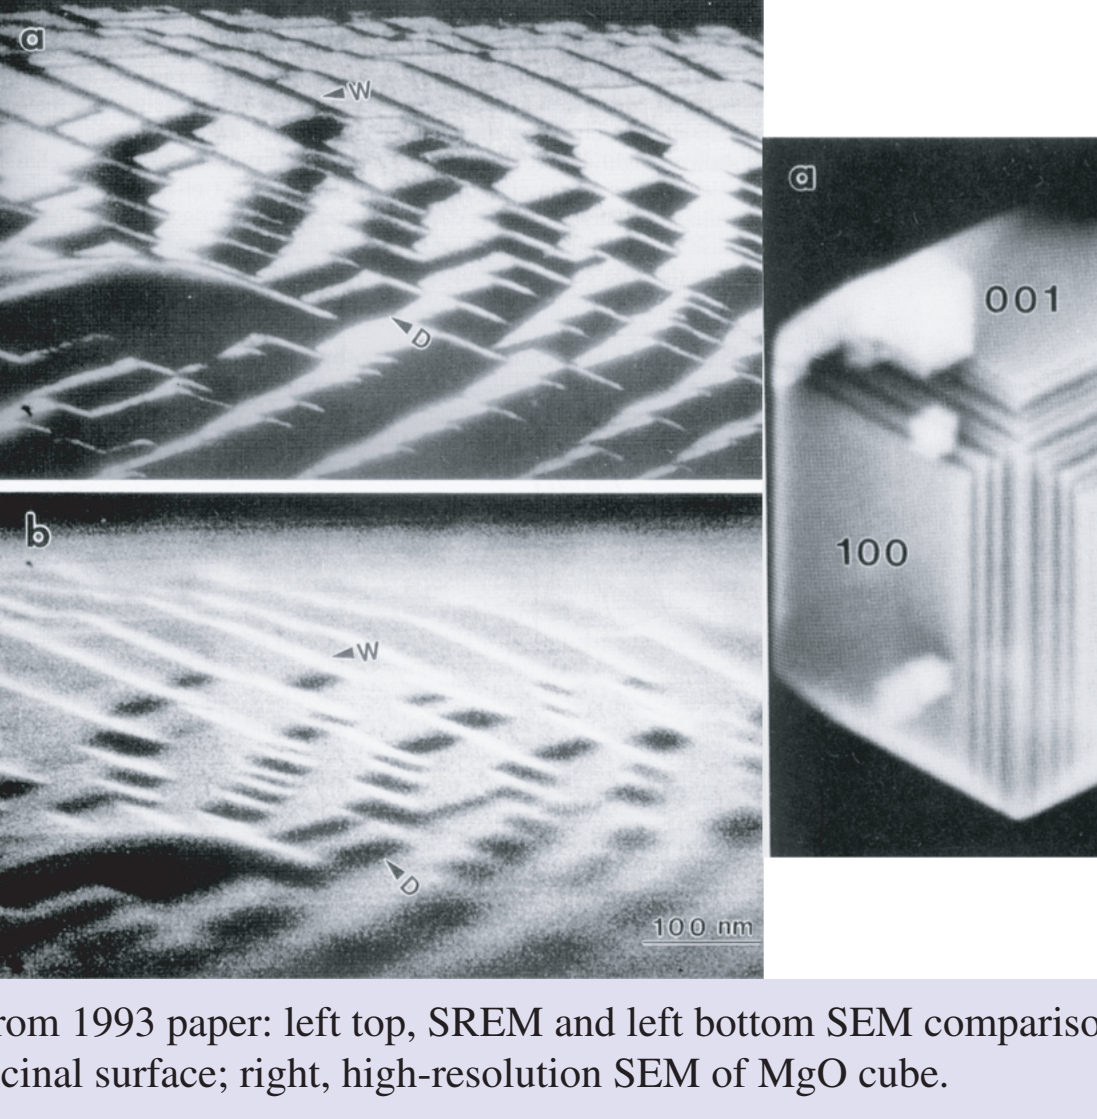 a
W
D
b
W
D
100 nm
a
001
100
rom 1993 paper: left top, SREM and left bottom SEM compariso
cinal surface; right, high-resolution SEM of MgO cube.